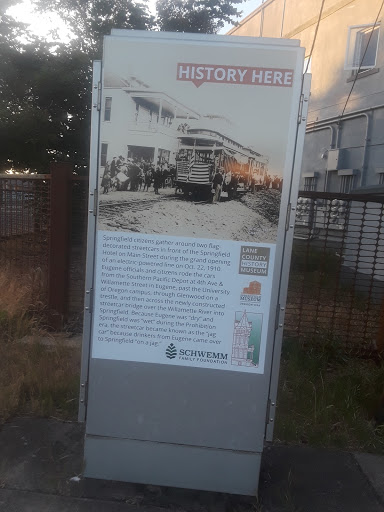 HISTORY HERE
Springfield citizens gather around two flag-
decorated streetcars in front of the Springfield
Hotel on Main Street during the grand opening
of an electric-powered line on Oct. 22, 1910.
Eugene officials and citizens rode the cars
from the Southern Pacific Depot at 4th Ave &
Willamette Street in Eugene, past the University
of Oregon campus, through Glenwood on a
trestle, and then across the newly constructed
streetcar bridge over the Willamette River into
Springfield. Because Eugene was "dry" and
Springfield was "wet" during the Prohibition
era, the streetcar became known as the "jag
car" because drinkers from Eugene came over
to Springfield "on a jag."
LANE
COUNTY
HISTORY
MUSEUM
SCHWEMM
FAMILY FOUNDATION